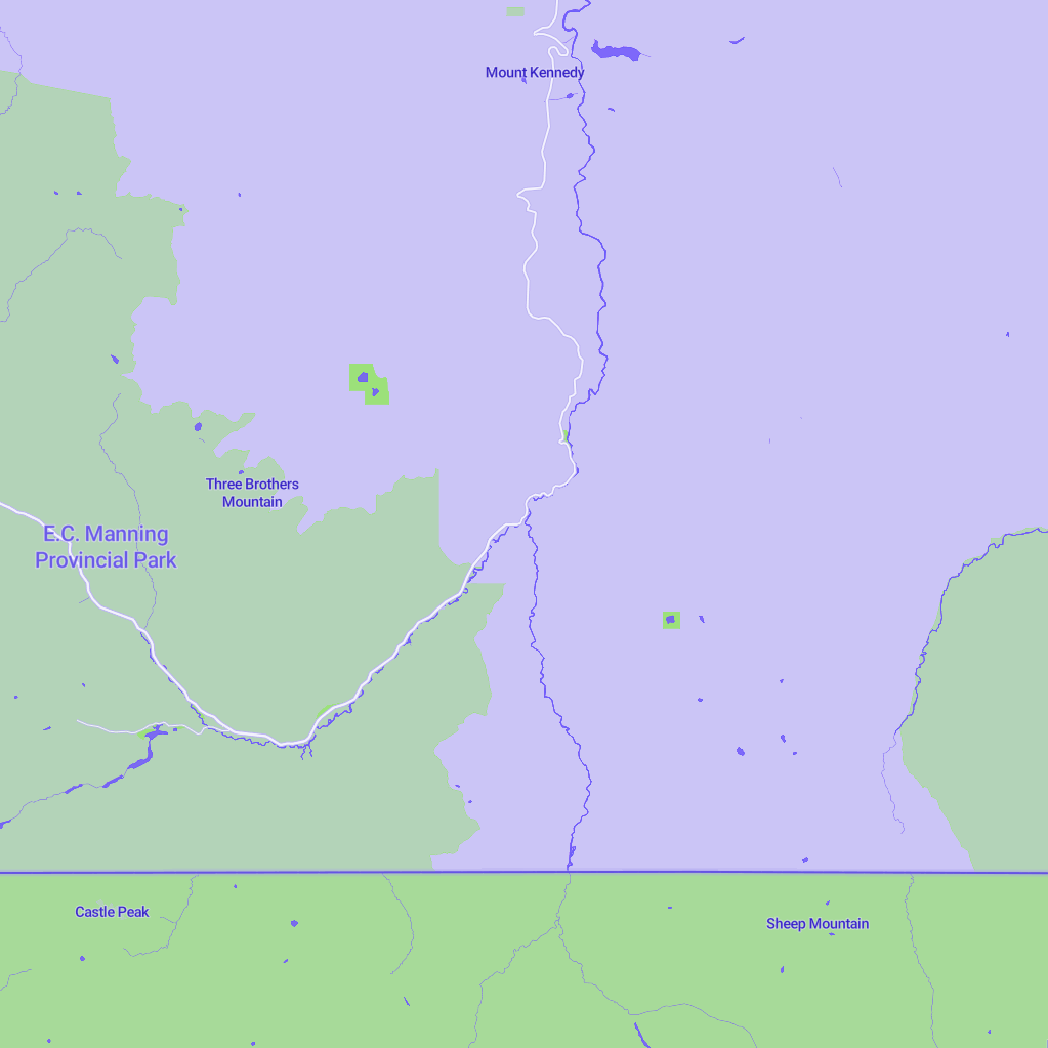 Mount Kennedy
Three Brothers
Mountain
E.C. Manning
Provincial Park
Castle Peak
Sheep Mountain